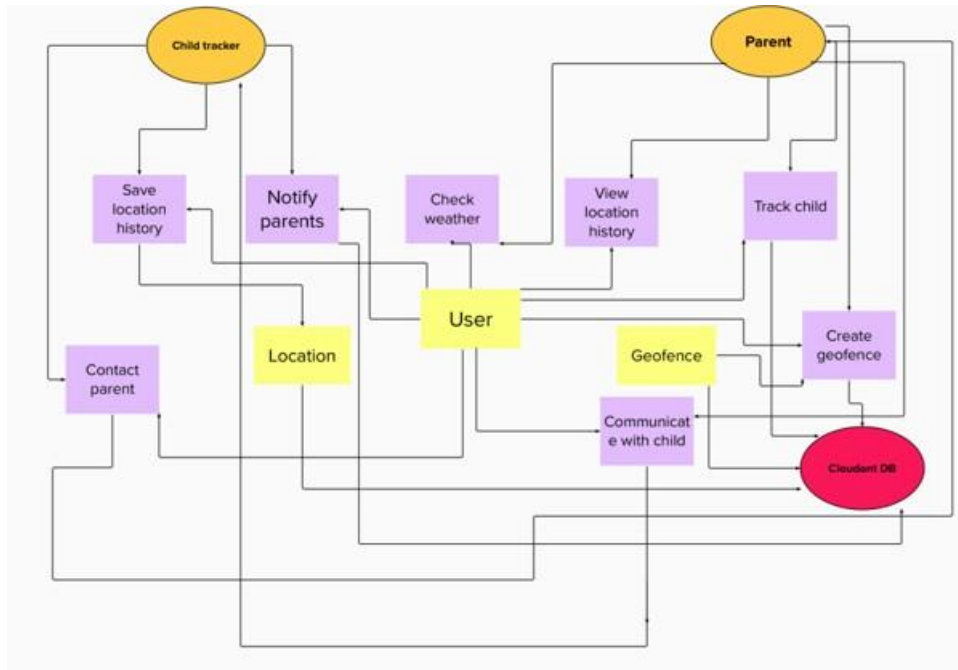 Child tracker
Parent
Save
location
history
Notify
parents
Check
weather
View
location
history
Track child
User
Location
Geofence
Create
geofence
Contact
parent
Communicat
e with child
Cloudent DB